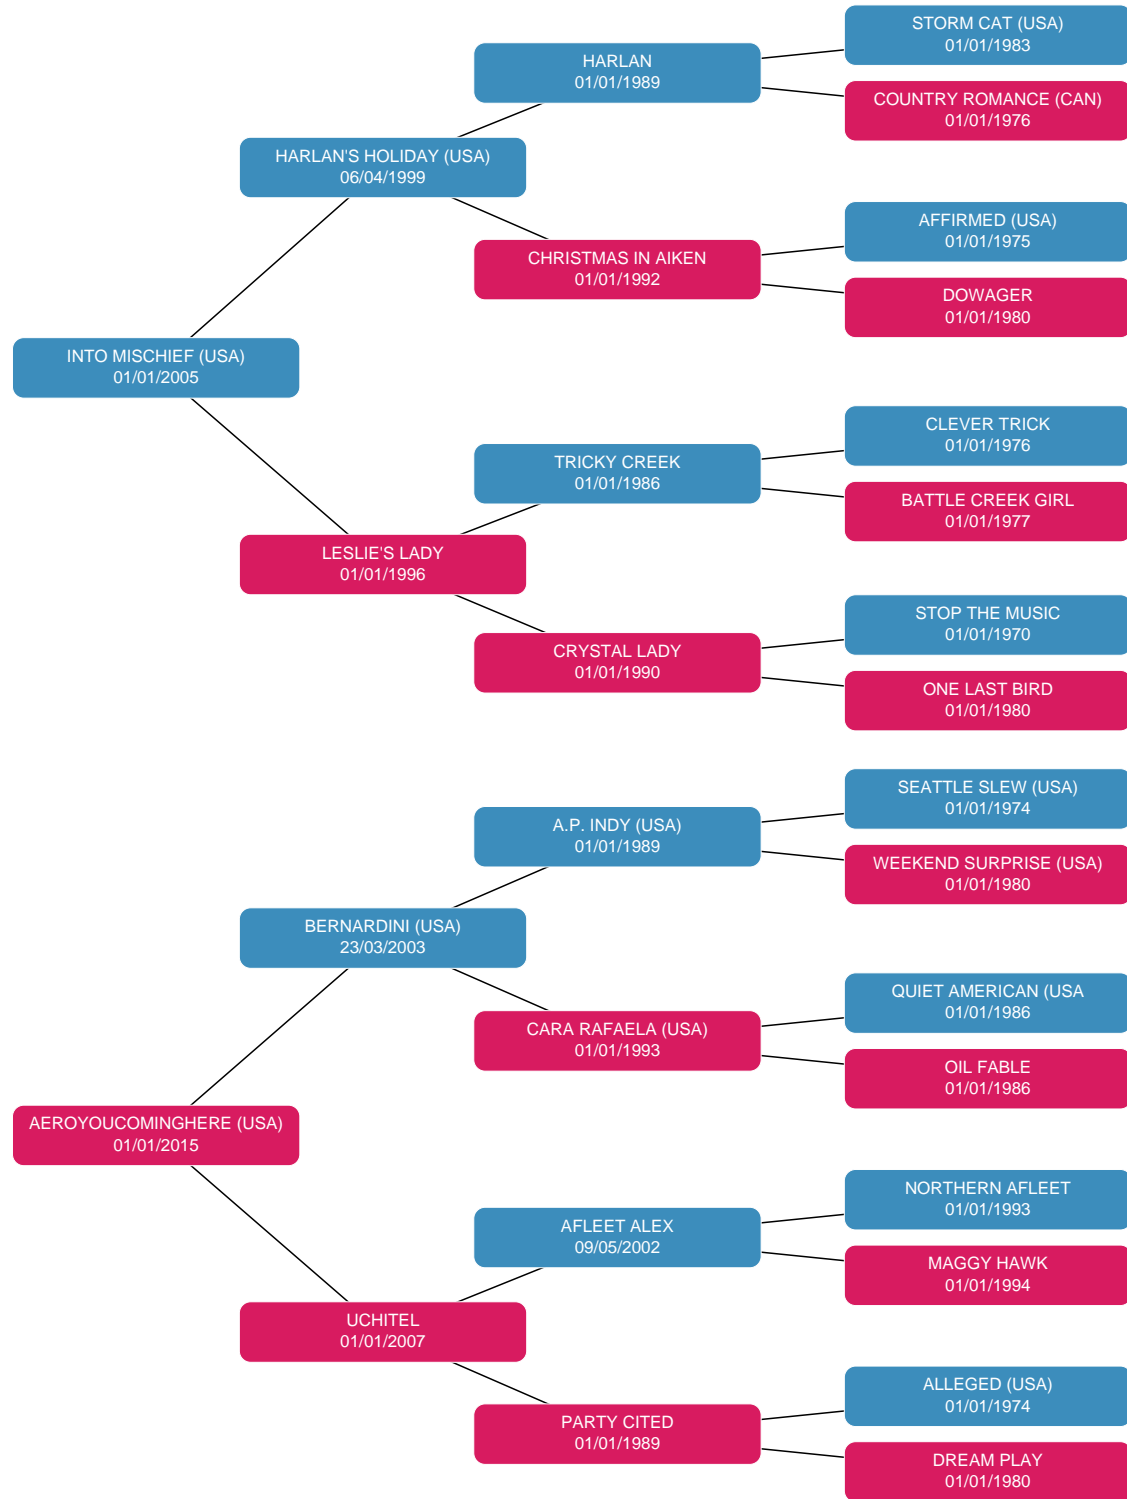 STORM CAT (USA)
01/01/1983
HARLAN
01/01/1989
COUNTRY ROMANCE (CAN)
01/01/1976
HARLAN'S HOLIDAY (USA)
06/04/1999
AFFIRMED (USA)
01/01/1975
CHRISTMAS IN AIKEN
01/01/1992
DOWAGER
01/01/1980
INTO MISCHIEF (USA)
01/01/2005
CLEVER TRICK
01/01/1976
TRICKY CREEK
01/01/1986
BATTLE CREEK GIRL
01/01/1977
LESLIE'S LADY
01/01/1996
STOP THE MUSIC
01/01/1970
CRYSTAL LADY
01/01/1990
ONE LAST BIRD
01/01/1980
SEATTLE SLEW (USA)
01/01/1974
A.P. INDY (USA)
01/01/1989
WEEKEND SURPRISE (USA)
01/01/1980
BERNARDINI (USA)
23/03/2003
QUIET AMERICAN (USA
01/01/1986
CARA RAFAELA (USA)
01/01/1993
OIL FABLE
01/01/1986
AEROYOUCOMINGHERE (USA)
01/01/2015
NORTHERN AFLEET
01/01/1993
AFLEET ALEX
09/05/2002
MAGGY HAWK
01/01/1994
UCHITEL
01/01/2007
ALLEGED (USA)
01/01/1974
PARTY CITED
01/01/1989
DREAM PLAY
01/01/1980